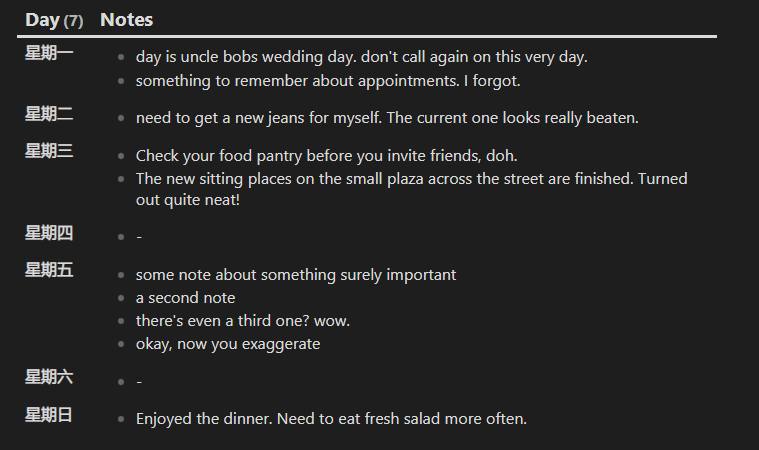 Day (7) Notes
星期一
day is uncle bobs wedding day. don't call again on this very day.
something to remember about appointments. I forgot.
星期二
need to get a new jeans for myself. The current one looks really beaten.
星期三
Check your food pantry before you invite friends, doh.
The new sitting places on the small plaza across the street are finished. Turned
out quite neat!
星期四
-
星期五
some note about something surely important
a second note
there's even a third one? wow.
okay, now you exaggerate
星期六
-
星期日
Enjoyed the dinner. Need to eat fresh salad more often.